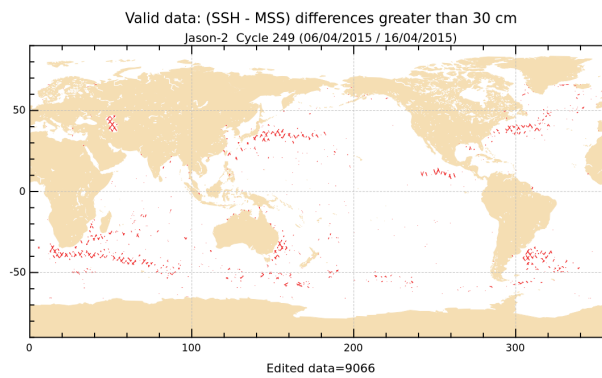 Valid data: (SSH - MSS) differences greater than 30 cm
Jason-2 Cycle 249 (06/04/2015 / 16/04/2015)
50
0
-50
0 100 200 300
Edited data=9066